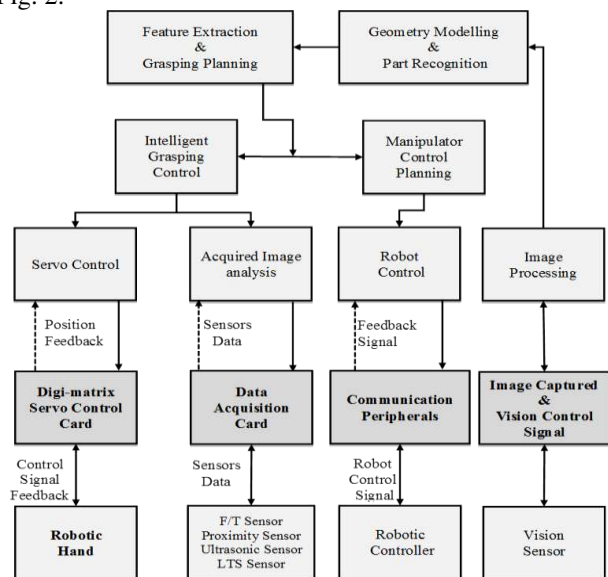 Fig. 2.
Feature Extraction
&
Grasping Planning
Geometry Modelling
&
Part Recognition
Intelligent
Grasping
Control
Manipulator
Control
Planning
Servo Control
Acquired Image
analysis
Robot
Control
Image
Processing
Position
Feedback
Sensors
Data
Feedback
Signal
Digi-matrix
Servo Control
Card
Data
Acquisition
Card
Communication
Peripherals
Image Captured
&
Vision Control
Signal
Control
Signal
Feedback
Sensors
Data
Robot
Control
Signal
Robotic
Hand
F/T Sensor
Proximity Sensor
Ultrasonic Sensor
LTS Sensor
Robotic
Controller
Vision
Sensor